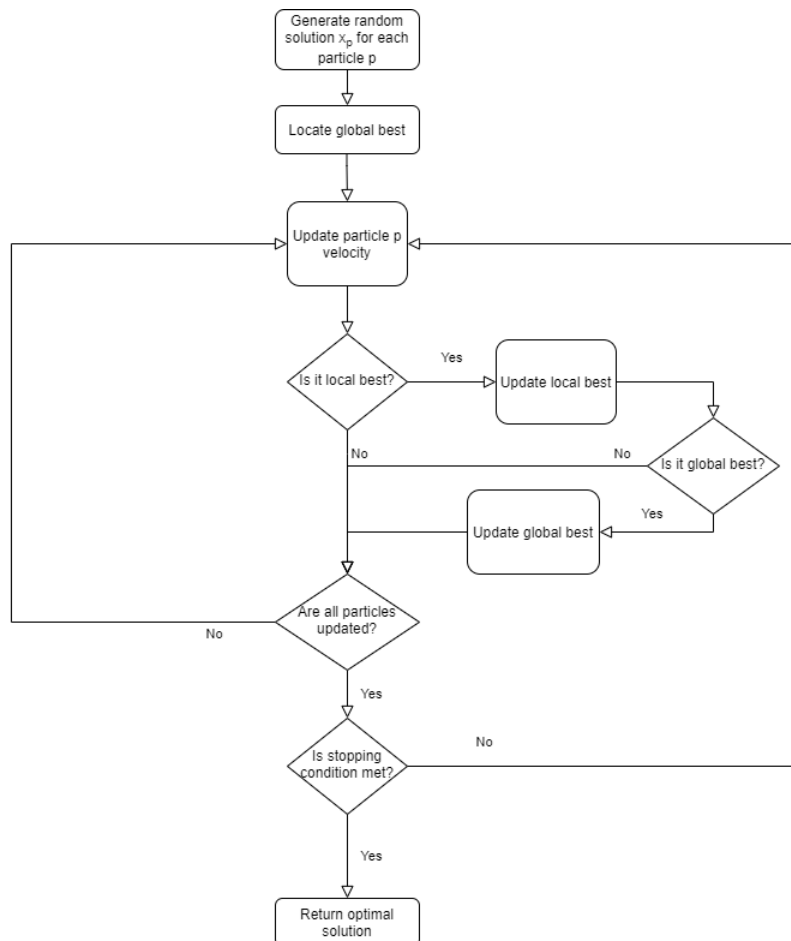 Generate random
solution xₚ for each
particle p
Locate global best
Update particle p
velocity
Is it local best?
Yes
Update local best
No
No
Is it global best?
Update global best
Yes
Are all particles
updated?
No
Yes
Is stopping
condition met?
No
Yes
Return optimal
solution